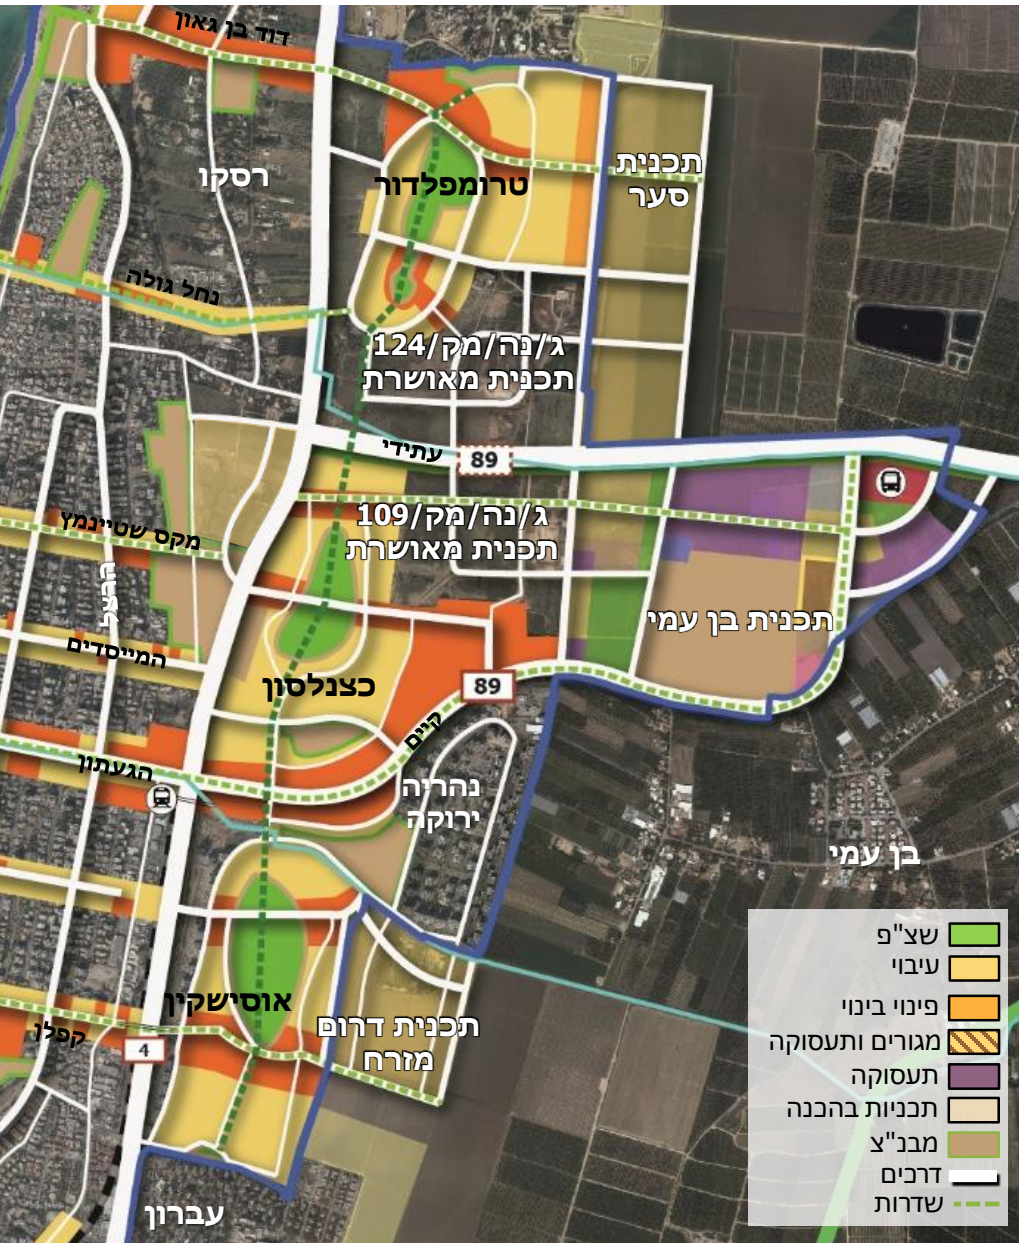 דוד בן גאון
רסקו
טרומפלדור
תכנית
סער
נחל גולה
ג/נה/מק/124
תכנית מאושרת
עתידי
89
מקס שטיינמץ
ג/נה/מק/109
תכנית מאושרת
הרצל
המייסדים
תכנית בן עמי
כצנלסון
89
קיים
הגעתון
נהריה
ירוקה
בן עמי
אוסישקין
קפלן
4
תכנית דרום
מזרח
עברון
שצ"פ
עיבוי
פינוי בינוי
מגורים ותעסוקה
תעסוקה
תכניות בהכנה
מבנ"צ
דרכים
שדרות